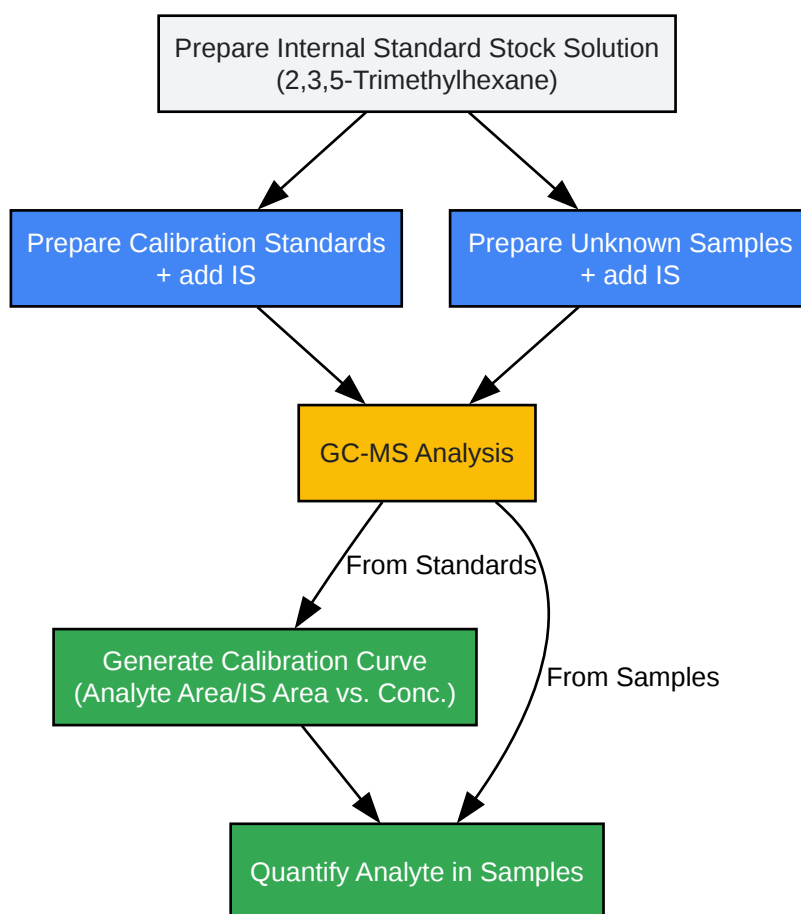 Prepare Internal Standard Stock Solution
(2,3,5-Trimethylhexane)
Prepare Calibration Standards
+ add IS
Prepare Unknown Samples
+ add IS
GC-MS Analysis
From Standards
Generate Calibration Curve
(Analyte Area/IS Area vs. Conc.)
From Samples
Quantify Analyte in Samples